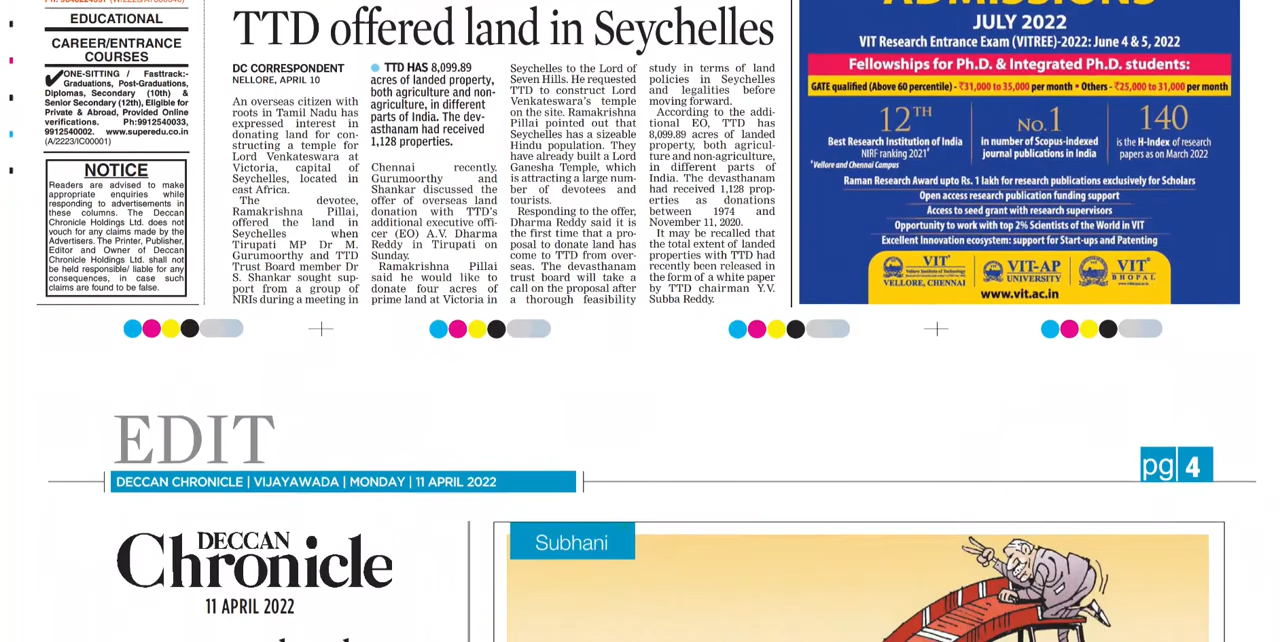 EDUCATIONAL
CAREER/ENTRANCE
COURSES
ONE-SITTING / Fasttrack:-
Graduations, Post-Graduations,
Diplomas, Secondary (10th) &
Senior Secondary (12th), Eligible for
Private & Abroad, Provided Online
verifications. Ph:9912540033,
9912540002. www.superedu.co.in
(A/2223/IC00001)
NOTICE
Readers are advised to make
appropriate enquiries while
responding to advertisements in
these columns. The Deccan
Chronicle Holdings Ltd. does not
vouch for any claims made by the
Advertisers. The Printer, Publisher,
Editor and Owner of Deccan
Chronicle Holdings Ltd. shall not
be held responsible/ liable for any
consequences, in case such
claims are found to be false.
TTD offered land in Seychelles
DC CORRESPONDENT
NELLORE, APRIL 10
An overseas citizen with
roots in Tamil Nadu has
expressed interest in
donating land for con-
structing a temple for
Lord Venkateswara at
Victoria, capital of
Seychelles, located in
east Africa.
The devotee,
Ramakrishna Pillai,
offered the land in
Seychelles when
Tirupati MP Dr M.
Gurumoorthy and TTD
Trust Board member Dr
S. Shankar sought sup-
port from a group of
NRIs during a meeting in
TTD HAS 8,099.89
acres of landed property,
both agriculture and non-
agriculture, in different
parts of India. The dev-
asthanam had received
1,128 properties.
Chennai recently.
Gurumoorthy and
Shankar discussed the
offer of overseas land
donation with TTD's
additional executive offi-
cer (EO) A.V. Dharma
Reddy in Tirupati on
Sunday.
Ramakrishna Pillai
said he would like to
donate four acres of
prime land at Victoria in
Seychelles to the Lord of
Seven Hills. He requested
TTD to construct Lord
Venkateswara's temple
on the site. Ramakrishna
Pillai pointed out that
Seychelles has a sizeable
Hindu population. They
have already built a Lord
Ganesha Temple, which
is attracting a large num-
ber of devotees and
tourists.
Responding to the offer,
Dharma Reddy said it is
the first time that a pro-
posal to donate land has
come to TTD from over-
seas. The devasthanam
trust board will take a
call on the proposal after
a thorough feasibility
study in terms of land
policies in Seychelles
and legalities before
moving forward.
According to the addi-
tional EO, TTD has
8,099.89 acres of landed
property, both agricul-
ture and non-agriculture,
in different parts of
India. The devasthanam
had received 1,128 prop-
erties as donations
between 1974 and
November 11, 2020.
It may be recalled that
the total extent of landed
properties with TTD had
recently been released in
the form of a white paper
by TTD chairman Y.V.
Subba Reddy.
ADMISSIONS
JULY 2022
VIT Research Entrance Exam (VITREE)-2022: June 4 & 5, 2022
Fellowships for Ph.D. & Integrated Ph.D. students:
GATE qualified (Above 60 percentile) - ₹31,000 to 35,000 per month • Others - ₹25,000 to 31,000 per month
12TH
Best Research Institution of India
NIRF ranking 2021*
*Vellore and Chennai Campus
No.1
in number of Scopus-indexed
journal publications in India
140
is the H-Index of research
papers as on March 2022
Raman Research Award upto Rs. 1 lakh for research publications exclusively for Scholars
Open access research publication funding support
Access to seed grant with research supervisors
Opportunity to work with top 2% Scientists of the World in VIT
Excellent Innovation ecosystem: support for Start-ups and Patenting
VIT
Vellore Institute of Technology
VELLORE, CHENNAI
VIT-AP
UNIVERSITY
VIT
BHOPAL
www.vit.ac.in
EDIT
pg 4
DECCAN CHRONICLE | VIJAYAWADA | MONDAY | 11 APRIL 2022
DECCAN
Chronicle
11 APRIL 2022
Subhani